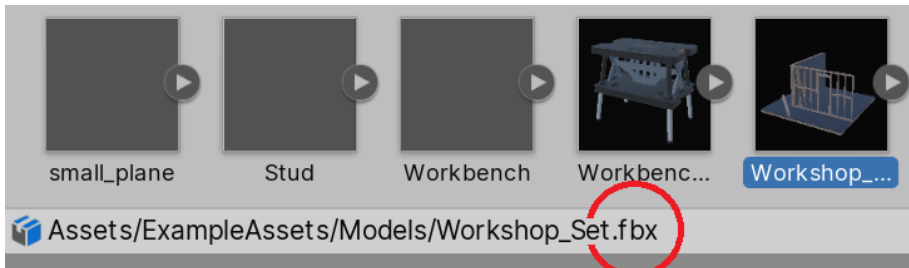 small_plane Stud Workbench Workbenc... Workshop_...
Assets/ExampleAssets/Models/Workshop_Set.fbx